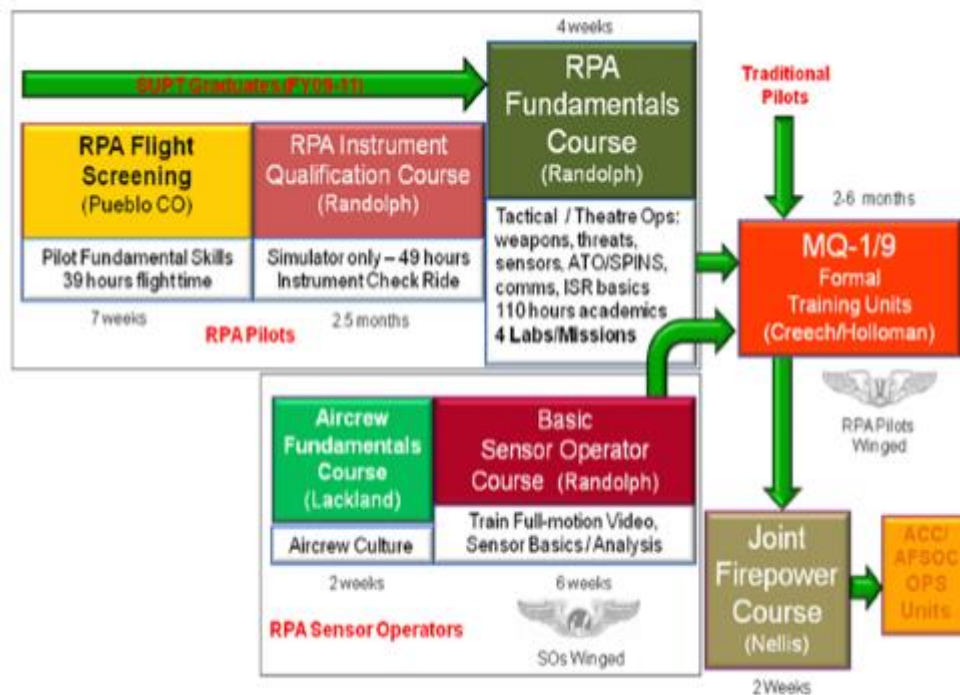 4 weeks
SUPT Graduates (FY09-11)
RPA
Fundamentals
Course
(Randolph)
RPA Flight
Screening
(Pueblo CO)
RPA Instrument
Qualification Course
(Randolph)
Pilot Fundamental Skills
39 hours flight time
Simulator only – 49 hours
Instrument Check Ride
Tactical / Theatre Ops:
weapons, threats,
sensors, ATO/SPINS,
comms, ISR basics
110 hours academics
4 Labs/Missions
7 weeks
2.5 months
RPA Pilots
Traditional
Pilots
2-6 months
MQ-1/9
Formal
Training Units
(Creech/Holloman)
RPA Pilots
Winged
Aircrew
Fundamentals
Course
(Lackland)
Basic
Sensor Operator
Course (Randolph)
Aircrew Culture
Train Full-motion Video,
Sensor Basics / Analysis
2 weeks
6 weeks
RPA Sensor Operators
SOs Winged
Joint
Firepower
Course
(Nellis)
2 Weeks
ACC/
AFSOC
OPS
Units